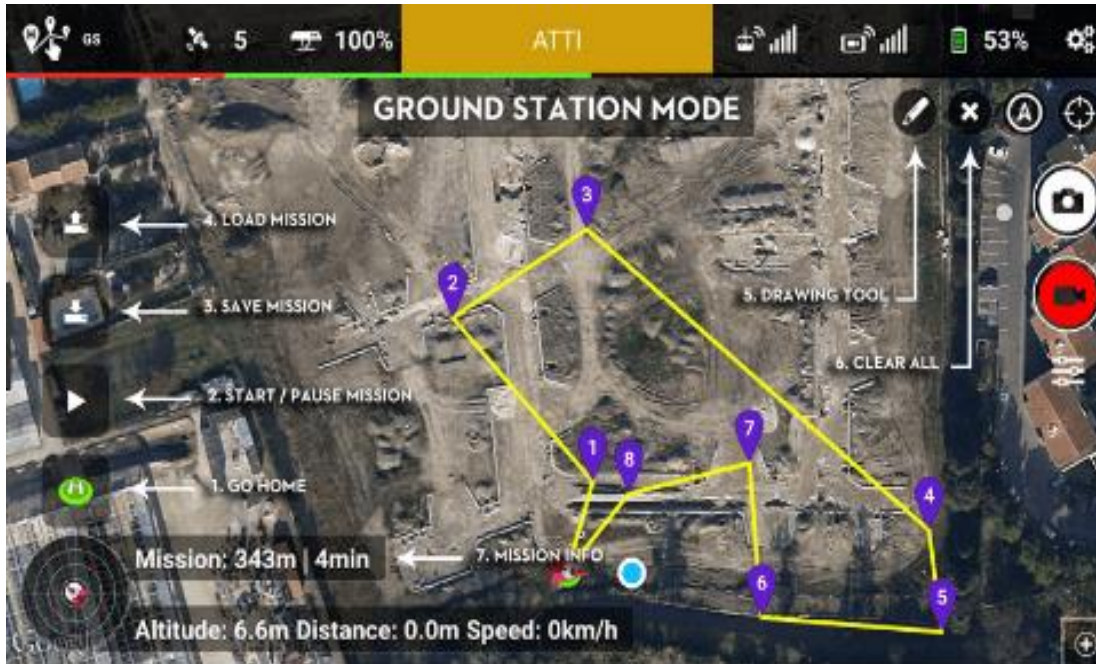 GS 5 100% ATTI 53%
GROUND STATION MODE
A
3
4. LOAD MISSION
2
3. SAVE MISSION
5. DRAWING TOOL
6. CLEAR ALL
2. START / PAUSE MISSION
7
1
8
1. GO HOME
4
Mission: 343m | 4min
7. MISSION INFO
6
5
Altitude: 6.6m Distance: 0.0m Speed: 0km/h